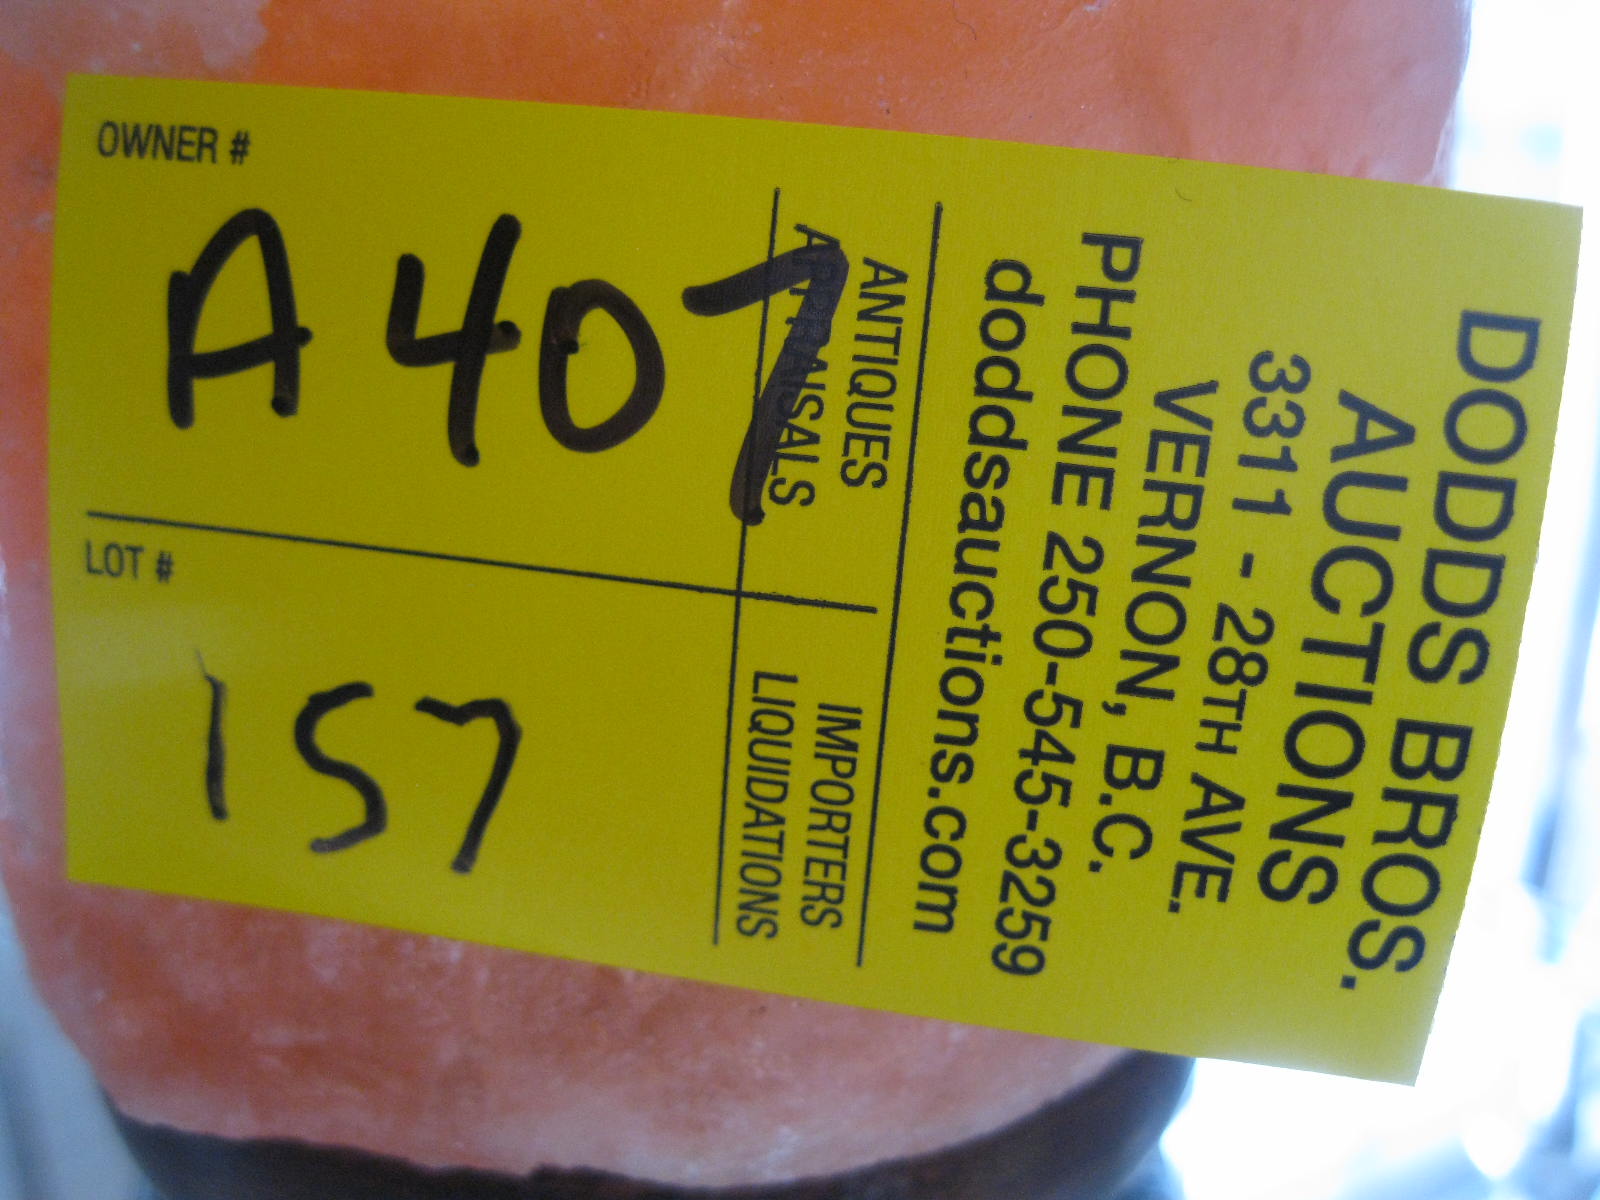 DODDS BROS.
AUCTIONS
3311 - 28TH AVE.
VERNON, B.C.
PHONE 250-545-3259
doddsauctions.com
ANTIQUES
APPRAISALS
IMPORTERS
LIQUIDATIONS
OWNER #
A407
LOT #
157